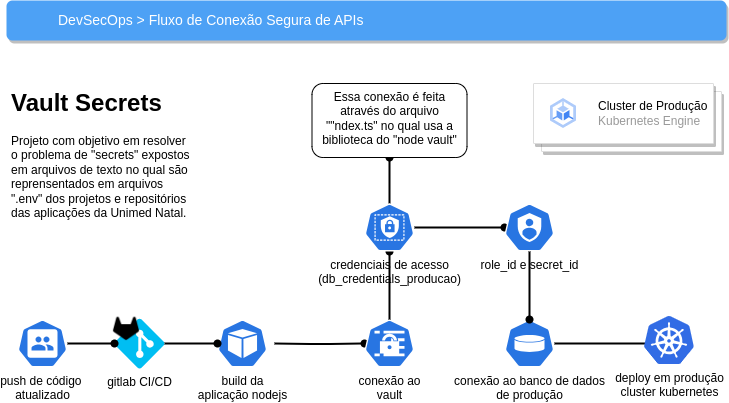 DevSecOps > Fluxo de Conexão Segura de APIs
Vault Secrets
Projeto com objetivo em resolver
o problema de "secrets" expostos
em arquivos de texto no qual são
reprensentados em arquivos
".env" dos projetos e repositórios
das aplicações da Unimed Natal.
Essa conexão é feita
através do arquivo
""ndex.ts" no qual usa a
biblioteca do "node vault"
Cluster de Produção
Kubernetes Engine
credenciais de acesso
(db_credentials_producao)
role_id e secret_id
push de código
atualizado
gitlab CI/CD
build da
aplicação nodejs
conexão ao
vault
conexão ao banco de dados
de produção
deploy em produção
cluster kubernetes